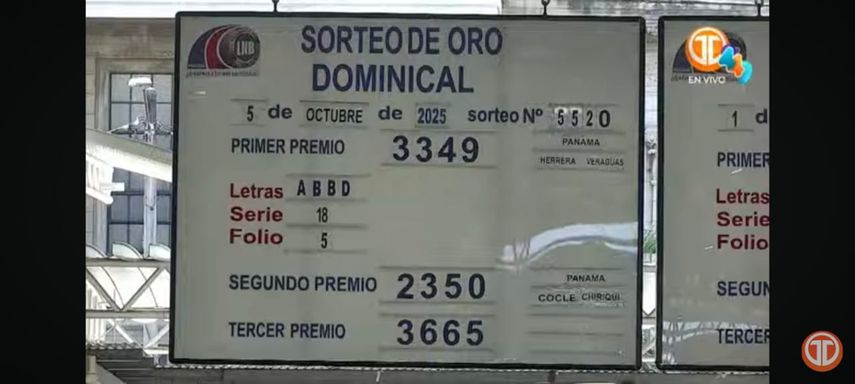 LNB
SORTEO DE ORO
DOMINICAL
5 de OCTUBRE de 2025 sorteo Nº 5520
PRIMER PREMIO 3349 PANAMA
HERRERA VERAGUAS
Letras A B B D
Serie 18
Folio 5
SEGUNDO PREMIO 2350 PANAMA
COCLE CHIRIQUI
TERCER PREMIO 3665
EN VIVO
1 d
PRIMER
Letras
Serie
Folio
SEGUN
TERCER